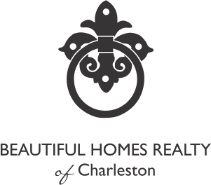 BEAUTIFUL HOMES REALTY
of Charleston